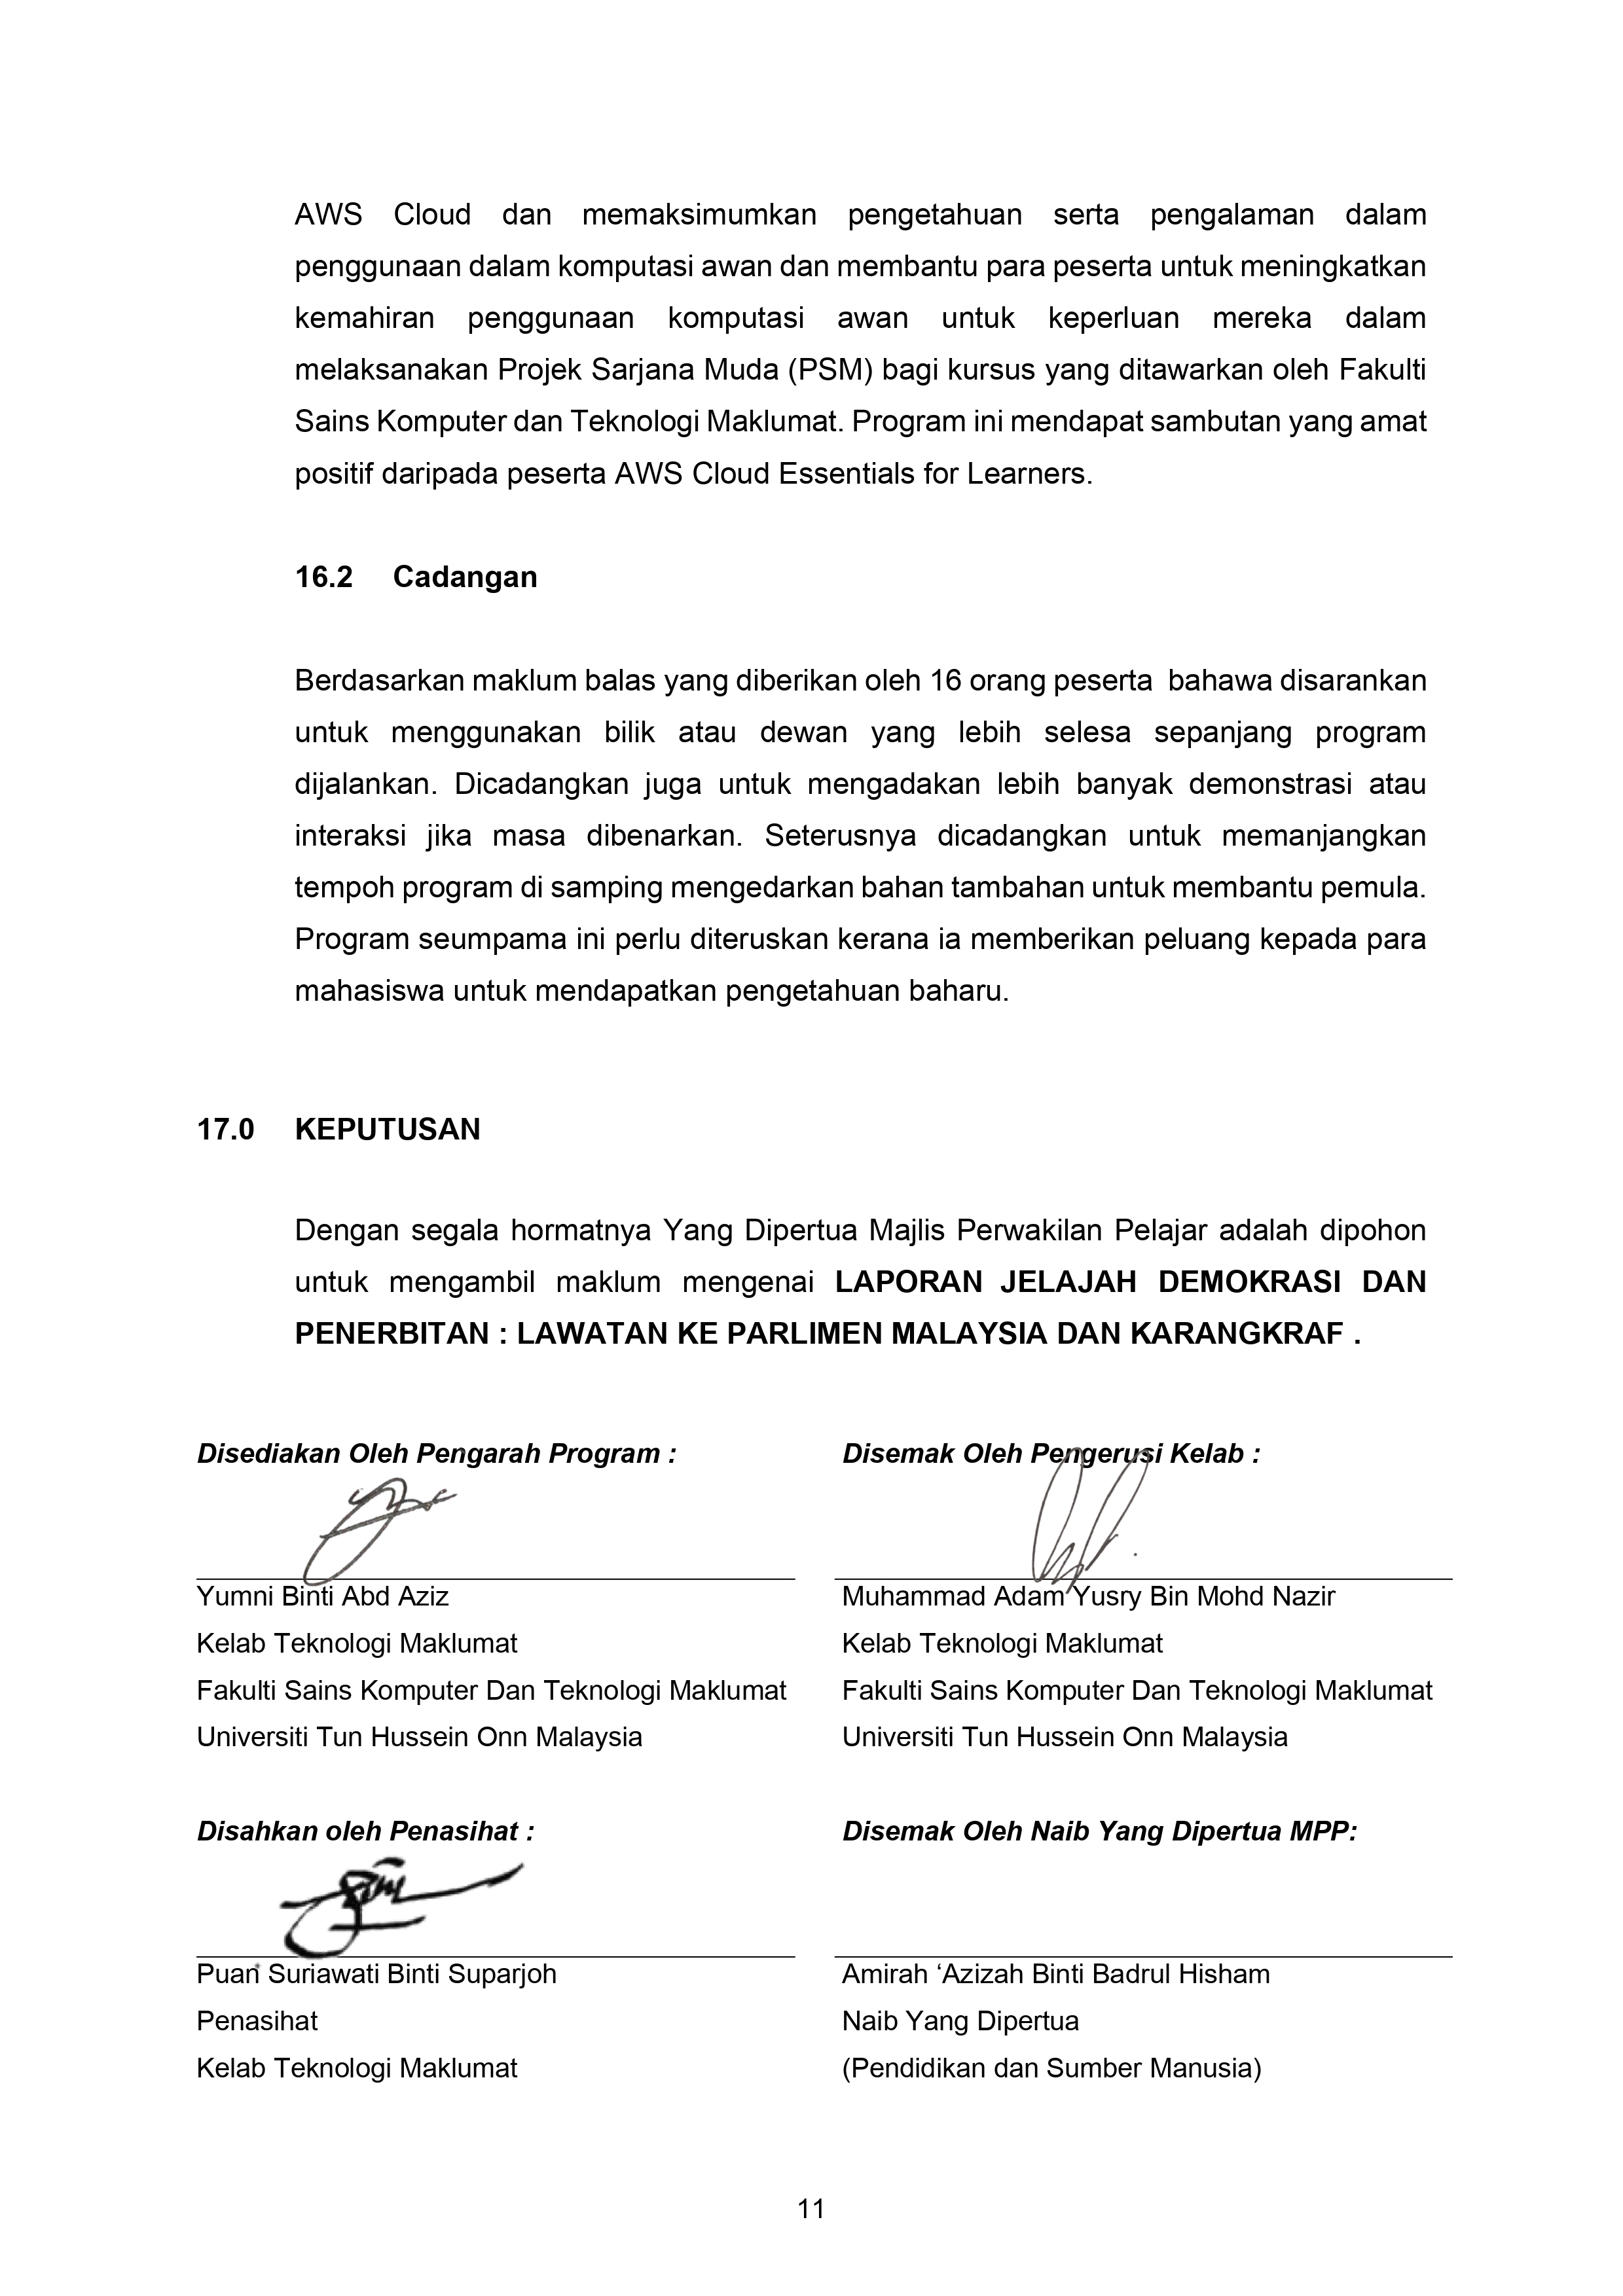 AWS Cloud dan memaksimumkan pengetahuan serta pengalaman dalam
penggunaan dalam komputasi awan dan membantu para peserta untuk meningkatkan
kemahiran penggunaan komputasi awan untuk keperluan mereka dalam
melaksanakan Projek Sarjana Muda (PSM) bagi kursus yang ditawarkan oleh Fakulti
Sains Komputer dan Teknologi Maklumat. Program ini mendapat sambutan yang amat
positif daripada peserta AWS Cloud Essentials for Learners.
16.2 Cadangan
Berdasarkan maklum balas yang diberikan oleh 16 orang peserta bahawa disarankan
untuk menggunakan bilik atau dewan yang lebih selesa sepanjang program
dijalankan. Dicadangkan juga untuk mengadakan lebih banyak demonstrasi atau
interaksi jika masa dibenarkan. Seterusnya dicadangkan untuk memanjangkan
tempoh program di samping mengedarkan bahan tambahan untuk membantu pemula.
Program seumpama ini perlu diteruskan kerana ia memberikan peluang kepada para
mahasiswa untuk mendapatkan pengetahuan baharu.
17.0 KEPUTUSAN
Dengan segala hormatnya Yang Dipertua Majlis Perwakilan Pelajar adalah dipohon
untuk mengambil maklum mengenai LAPORAN JELAJAH DEMOKRASI DAN
PENERBITAN : LAWATAN KE PARLIMEN MALAYSIA DAN KARANGKRAF .
Disediakan Oleh Pengarah Program :
Yumni Binti Abd Aziz
Kelab Teknologi Maklumat
Fakulti Sains Komputer Dan Teknologi Maklumat
Universiti Tun Hussein Onn Malaysia
Disemak Oleh Pengerusi Kelab :
Muhammad Adam Yusry Bin Mohd Nazir
Kelab Teknologi Maklumat
Fakulti Sains Komputer Dan Teknologi Maklumat
Universiti Tun Hussein Onn Malaysia
Disahkan oleh Penasihat :
Puan Suriawati Binti Suparjoh
Penasihat
Kelab Teknologi Maklumat
Disemak Oleh Naib Yang Dipertua MPP:
Amirah ‘Azizah Binti Badrul Hisham
Naib Yang Dipertua
(Pendidikan dan Sumber Manusia)
11